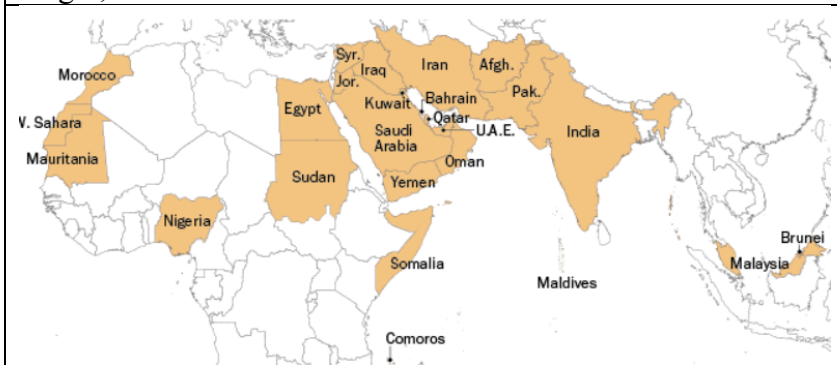 Morocco
W. Sahara
Mauritania
Nigeria
Egypt
Sudan
Somalia
Comoros
Syr.
Jor.
Iraq
Kuwait
Saudi
Arabia
Yemen
Oman
Bahrain
Qatar
U.A.E.
Iran
Afgh.
Pak.
India
Maldives
Malaysia
Brunei